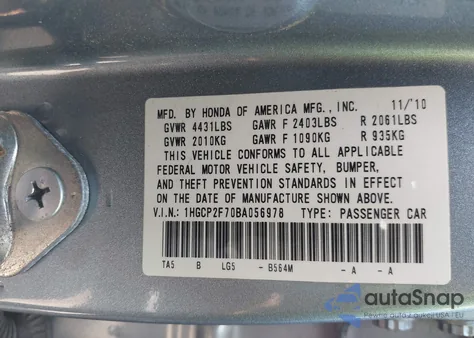 MFD. BY HONDA OF AMERICA MFG., INC. 11/'10
GVWR 4431LBS GAWR F 2403LBS R 2061LBS
GVWR 2010KG GAWR F 1090KG R 935KG
THIS VEHICLE CONFORMS TO ALL APPLICABLE
FEDERAL MOTOR VEHICLE SAFETY, BUMPER,
AND THEFT PREVENTION STANDARDS IN EFFECT
ON THE DATE OF MANUFACTURE SHOWN ABOVE.
V.I.N.: 1HGCP2F70BA056978 TYPE: PASSENGER CAR
TA5 B LG5 - B564M - A - A
autoSnap